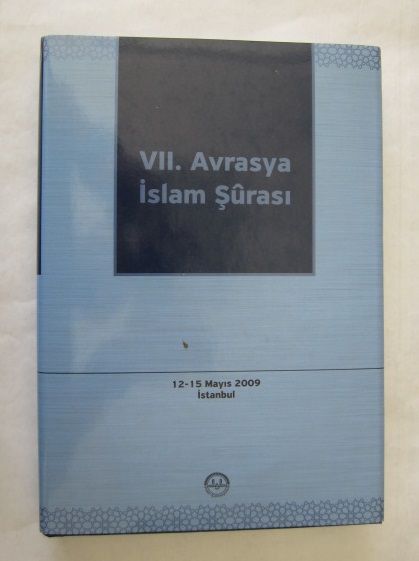 VII. Avrasya
İslam Şûrası
12-15 Mayıs 2009
İstanbul